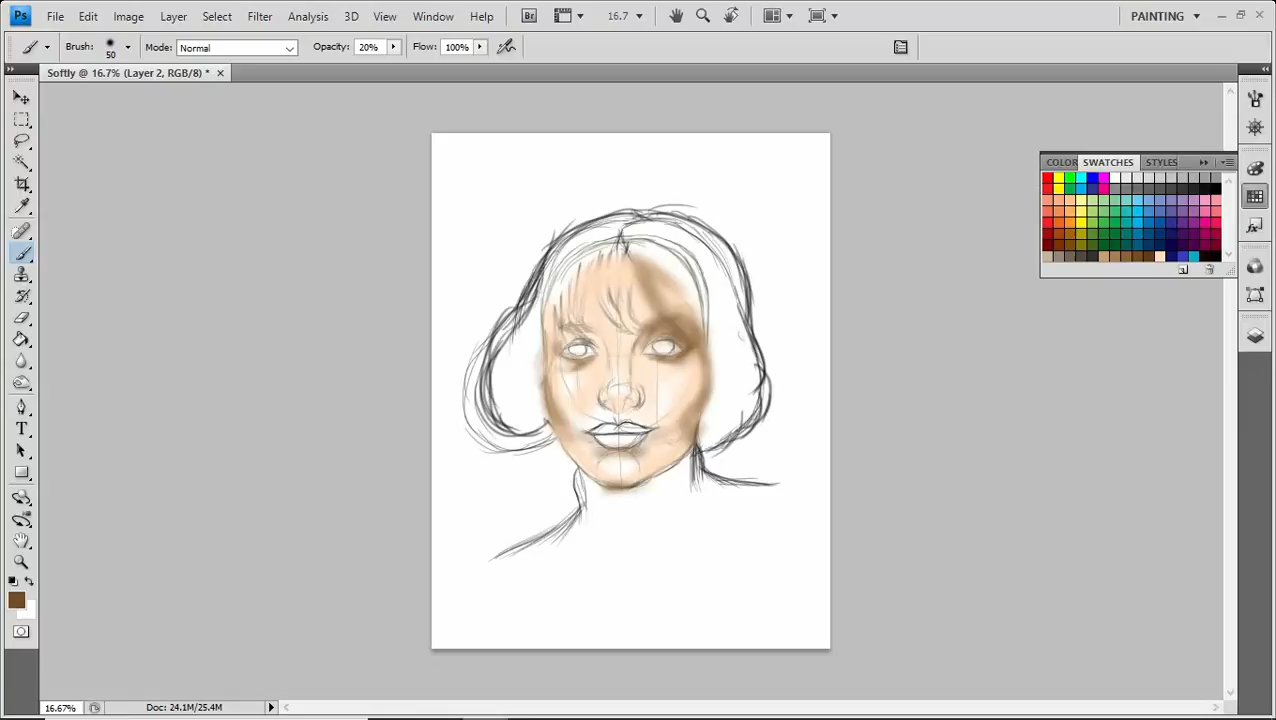 Ps File Edit Image Layer Select Filter Analysis 3D View Window Help Br 16.7 PAINTING
Brush: 50 Mode: Normal Opacity: 20% Flow: 100%
Softly @ 16.7% (Layer 2, RGB/8) *
COLOR SWATCHES STYLES
T
16.67% Doc: 24.1M/25.4M